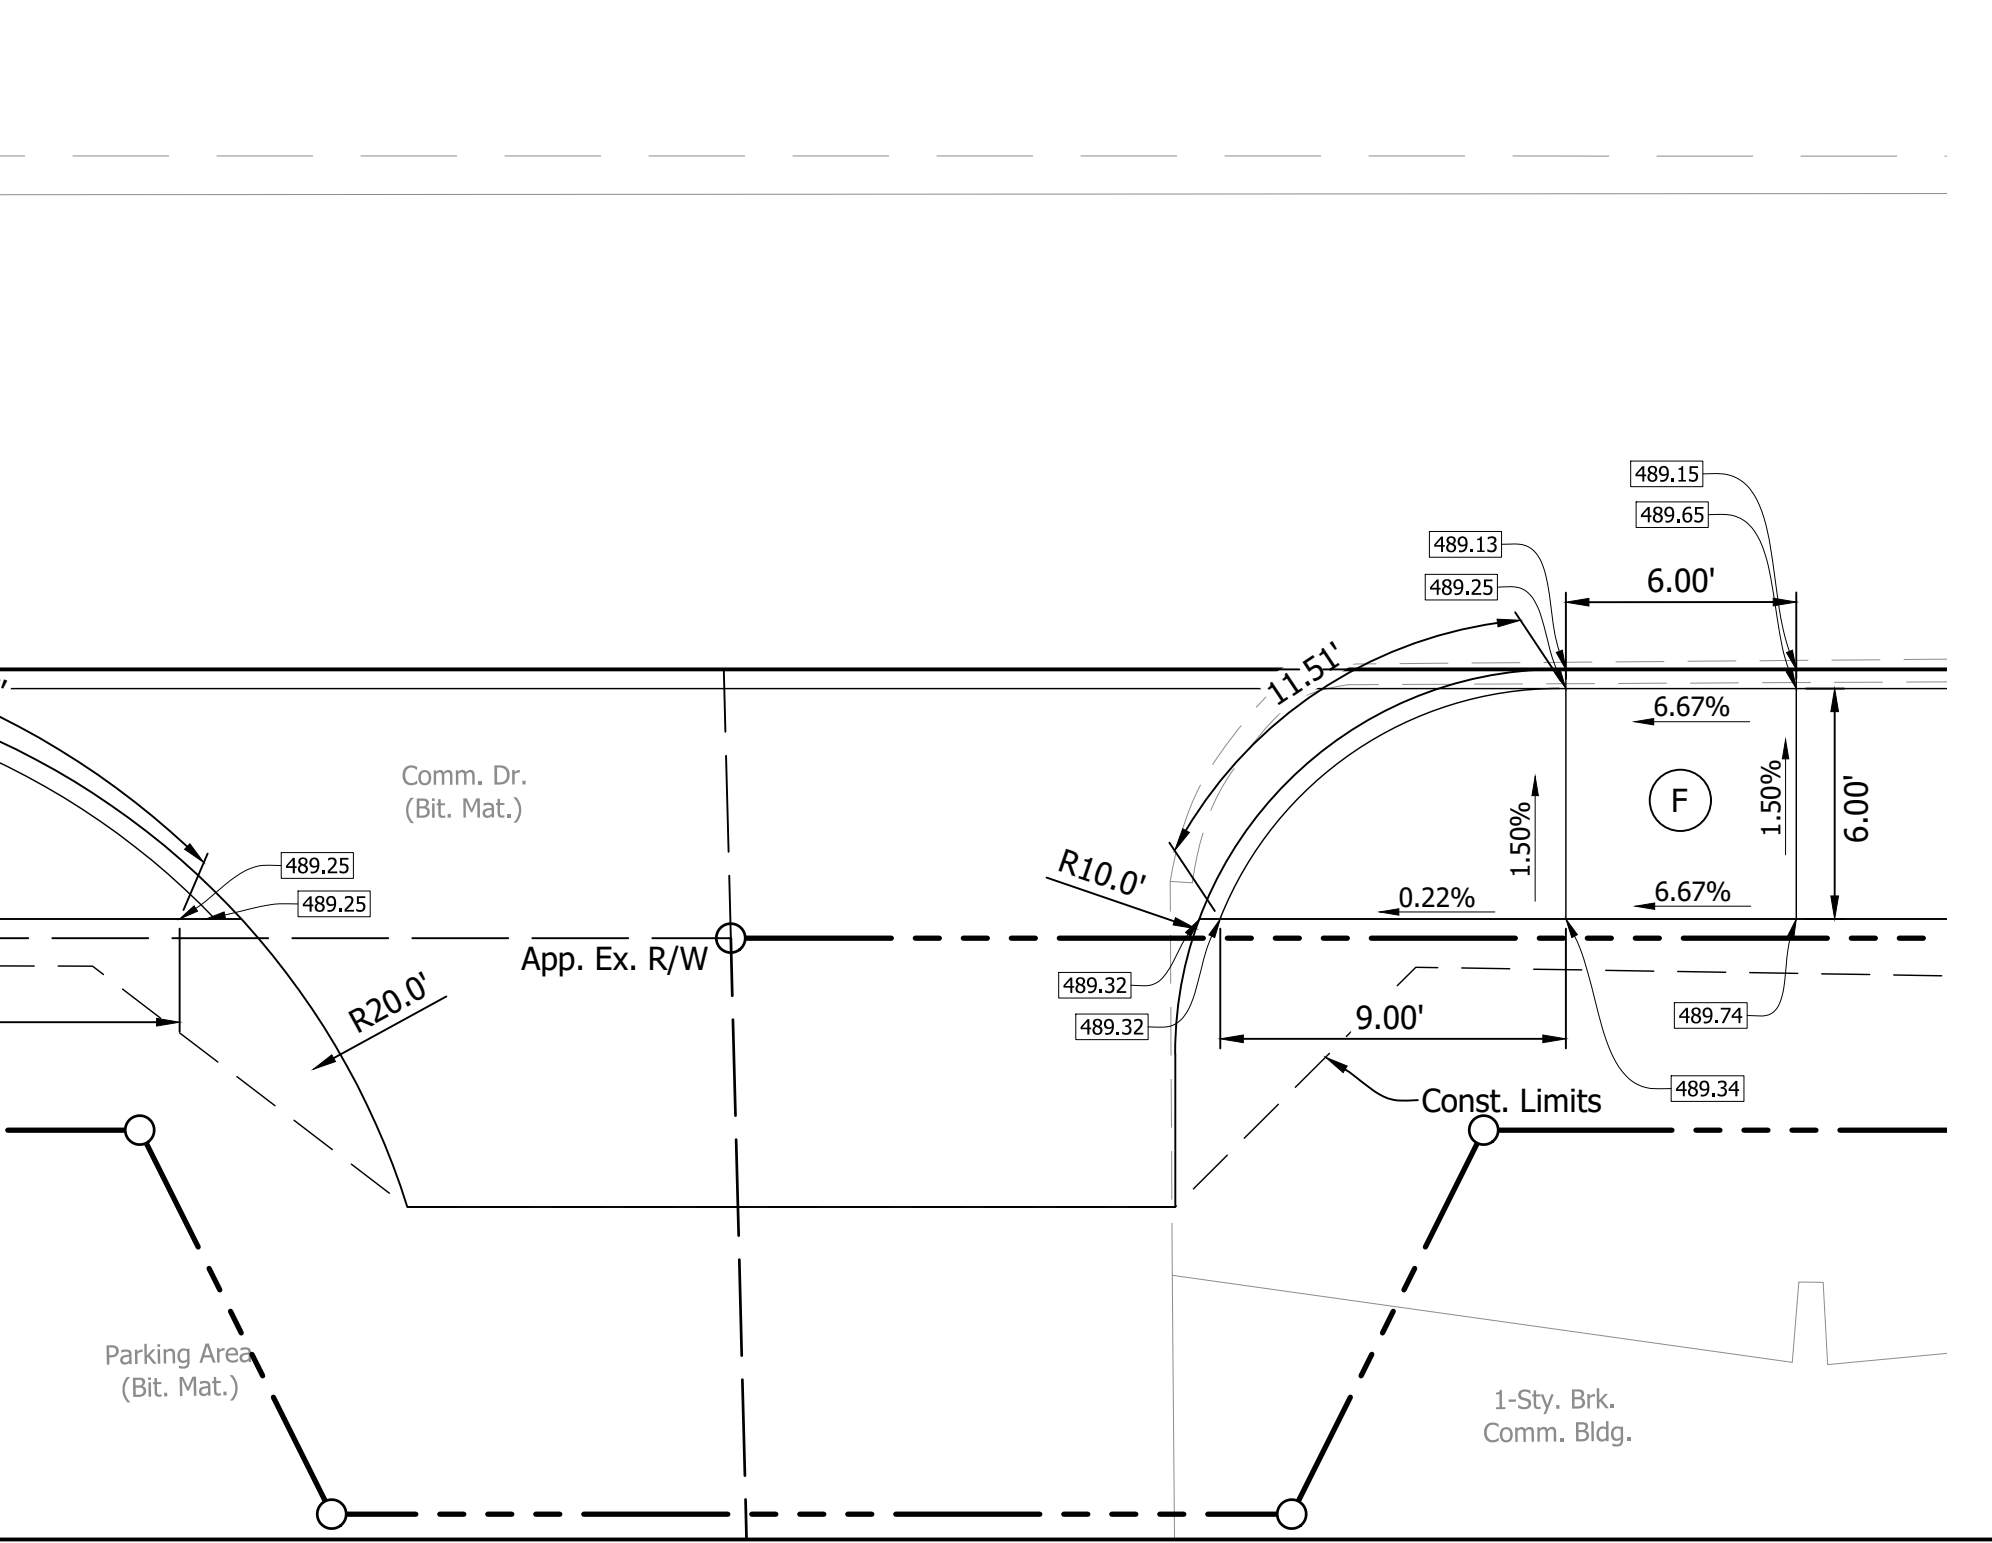 489.15
489.65
489.13
489.25
6.00'
11.51'
6.67%
Comm. Dr.
(Bit. Mat.)
1.50%
F
1.50%
6.00'
R10.0'
489.25
489.25
0.22%
6.67%
App. Ex. R/W
R20.0'
489.32
489.32
9.00'
489.74
489.34
Const. Limits
Parking Area
(Bit. Mat.)
1-Sty. Brk.
Comm. Bldg.